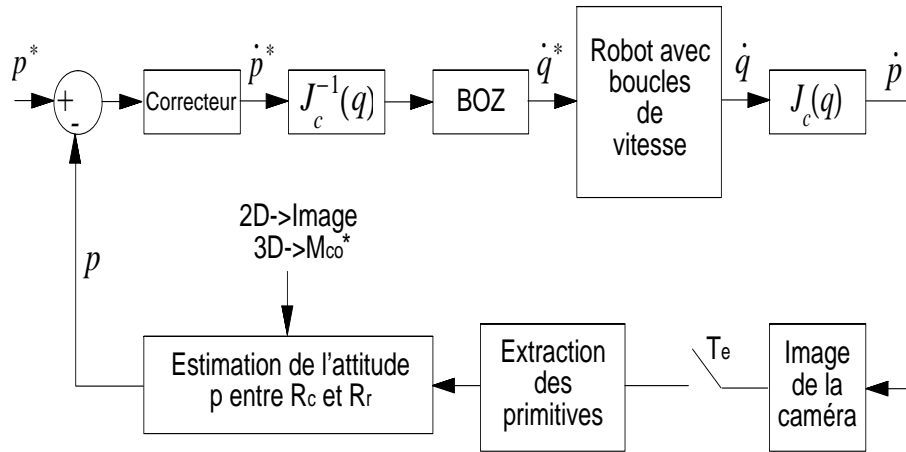 p*
+
-
Correcteur
ṗ*
J_c^{-1}(q)
BOZ
q̇*
Robot avec
boucles
de
vitesse
q̇
J_c(q)
ṗ
p
2D->Image
3D->Mco*
Estimation de l'attitude
p entre Rc et Rr
Extraction
des
primitives
Te
Image
de la
caméra